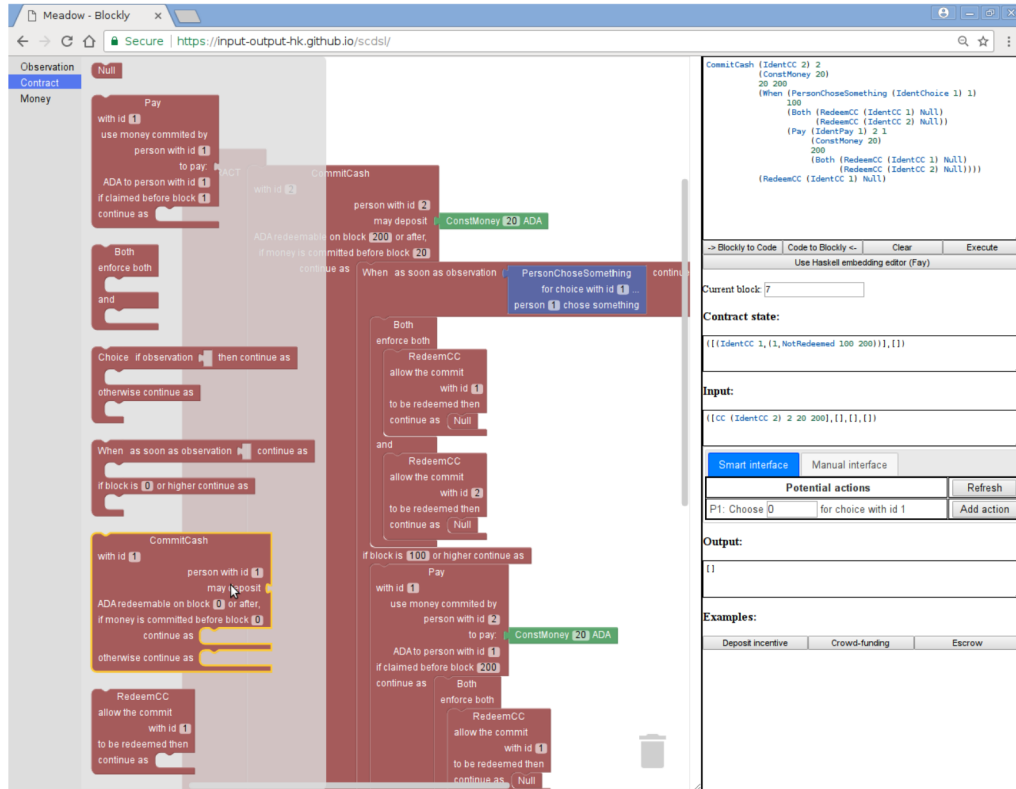 Meadow - Blockly
Secure | https://input-output-hk.github.io/scdsl/
Observation
Contract
Money
Null
Pay
with id 1
use money commited by
person with id 1
to pay:
ADA to person with id 1
if claimed before block 1
continue as
Both
enforce both
and
Choice if observation then continue as
otherwise continue as
When as soon as observation continue as
if block is 0 or higher continue as
CommitCash
with id 1
person with id 1
may deposit
ADA redeemable on block 0 or after,
if money is committed before block 0
continue as
otherwise continue as
RedeemCC
allow the commit
with id 1
to be redeemed then
continue as
ACT
CommitCash
with id 2
person with id 2
may deposit ConstMoney 20 ADA
ADA redeemable on block 200 or after,
if money is committed before block 20
continue as When as soon as observation PersonChoseSomething continue
for choice with id 1 ...
person 1 chose something
Both
enforce both
RedeemCC
allow the commit
with id 1
to be redeemed then
continue as Null
and
RedeemCC
allow the commit
with id 2
to be redeemed then
continue as Null
if block is 100 or higher continue as
Pay
with id 1
use money commited by
person with id 2
to pay: ConstMoney 20 ADA
ADA to person with id 1
if claimed before block 200
continue as Both
enforce both
RedeemCC
allow the commit
with id 1
to be redeemed then
continue as Null
CommitCash (IdentCC 2) 2
(ConstMoney 20)
20 200
(When (PersonChoseSomething (IdentChoice 1) 1)
100
(Both (RedeemCC (IdentCC 1) Null)
(RedeemCC (IdentCC 2) Null))
(Pay (IdentPay 1) 2 1
(ConstMoney 20)
200
(Both (RedeemCC (IdentCC 1) Null)
(RedeemCC (IdentCC 2) Null))))
(RedeemCC (IdentCC 1) Null)
-> Blockly to Code Code to Blockly <- Clear Execute
Use Haskell embedding editor (Fay)
Current block: 7
Contract state:
([(IdentCC 1,(1,NotRedeemed 100 200))],[])
Input:
([CC (IdentCC 2) 2 20 200],[],[],[])
Smart interface Manual interface
Potential actions Refresh
P1: Choose 0 for choice with id 1 Add action
Output:
[]
Examples:
Deposit incentive Crowd-funding Escrow